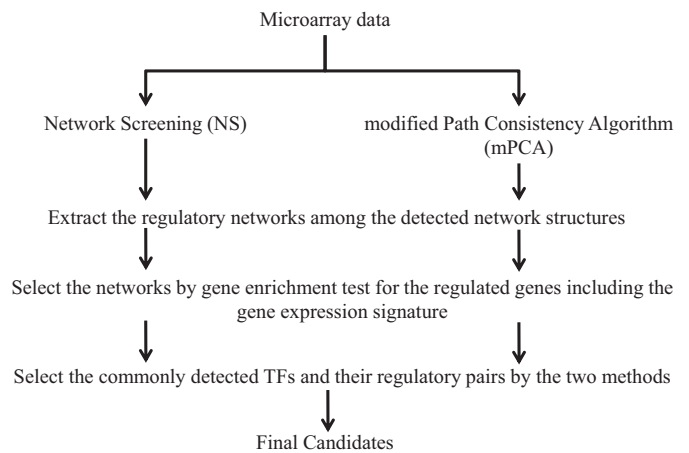 Microarray data
Network Screening (NS)
modified Path Consistency Algorithm
(mPCA)
Extract the regulatory networks among the detected network structures
Select the networks by gene enrichment test for the regulated genes including the
gene expression signature
Select the commonly detected TFs and their regulatory pairs by the two methods
Final Candidates